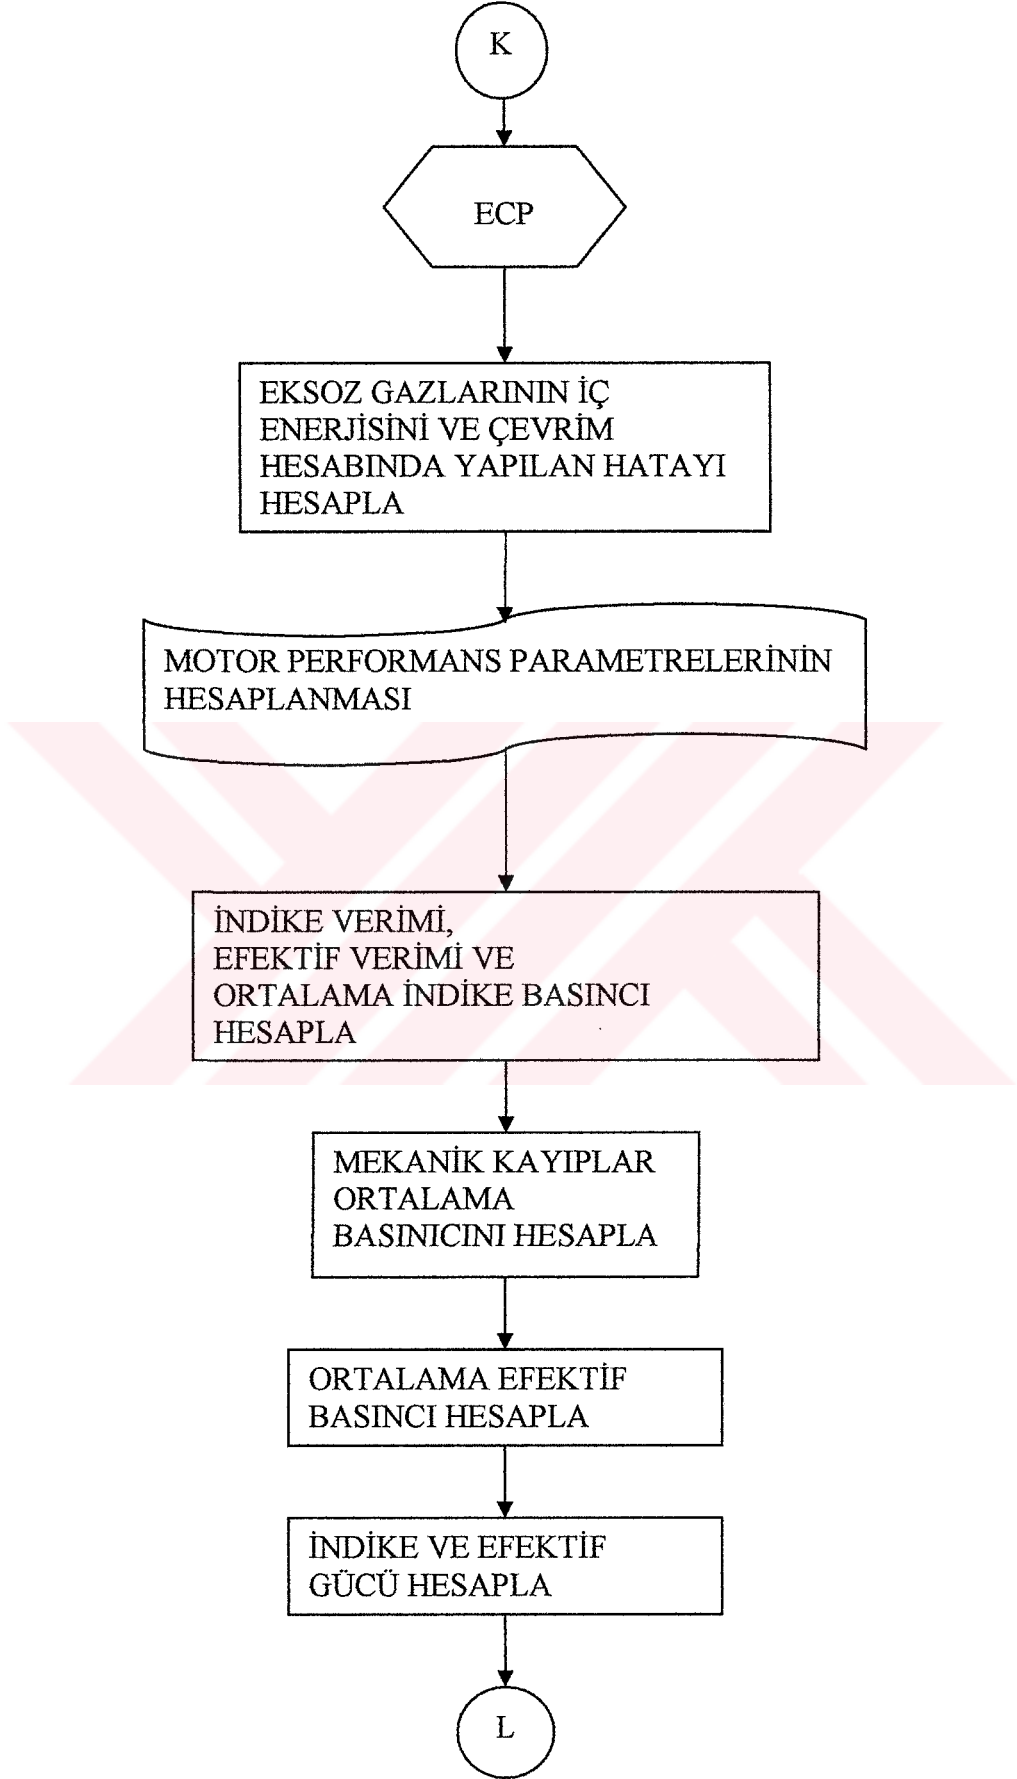 K
ECP
EKSOZ GAZLARININ İÇ
ENERJİSİNİ VE ÇEVRİM
HESABINDA YAPILAN HATAYI
HESAPLA
MOTOR PERFORMANS PARAMETRELERİNİN
HESAPLANMASI
İNDİKE VERİMİ,
EFEKTİF VERİMİ VE
ORTALAMA İNDİKE BASINCI
HESAPLA
MEKANİK KAYIPLAR
ORTALAMA
BASINICINI HESAPLA
ORTALAMA EFEKTİF
BASINCI HESAPLA
İNDİKE VE EFEKTİF
GÜCÜ HESAPLA
L